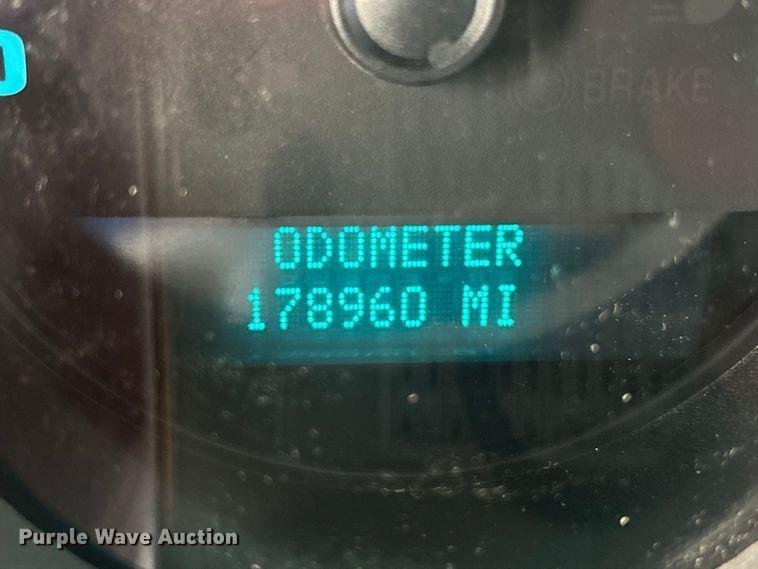 BRAKE
ODOMETER
178960 MI
Purple Wave Auction